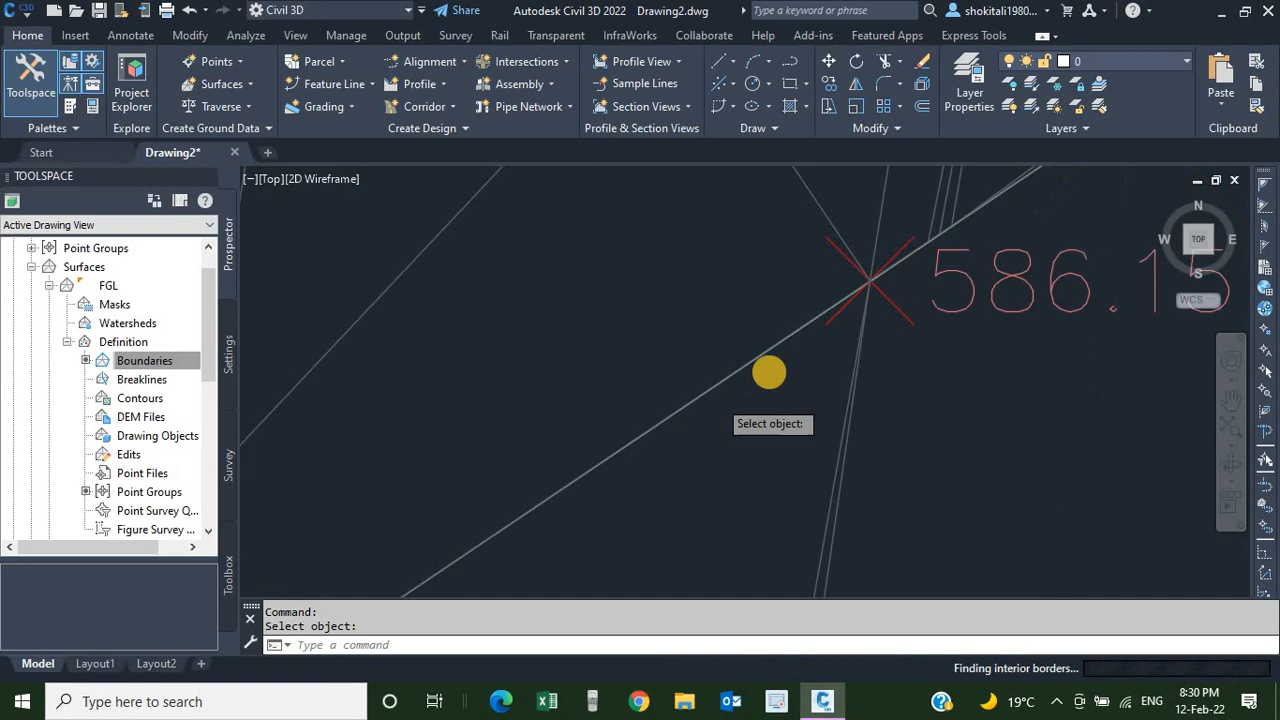 Civil 3D
Share
Autodesk Civil 3D 2022 Drawing2.dwg
Type a keyword or phrase
shokitali1980...
Home Insert Annotate Modify Analyze View Manage Output Survey Rail Transparent InfraWorks Collaborate Help Add-ins Featured Apps Express Tools
Toolspace
Palettes
Project
Explorer
Explore
Points
Surfaces
Traverse
Create Ground Data
Parcel
Feature Line
Grading
Alignment
Profile
Corridor
Intersections
Assembly
Pipe Network
Create Design
Profile View
Sample Lines
Section Views
Profile & Section Views
Draw
Modify
Layer
Properties
0
Layers
Paste
Clipboard
Start
Drawing2*
TOOLSPACE
Active Drawing View
Point Groups
Surfaces
FGL
Masks
Watersheds
Definition
Boundaries
Breaklines
Contours
DEM Files
Drawing Objects
Edits
Point Files
Point Groups
Point Survey Q...
Figure Survey ...
Prospector
Settings
Survey
Toolbox
[−][Top][2D Wireframe]
N
W TOP E
S
WCS
586.15
Select object:
Command:
Select object:
Type a command
Model Layout1 Layout2
Finding interior borders...
Type here to search
19°C
ENG
8:30 PM
12-Feb-22